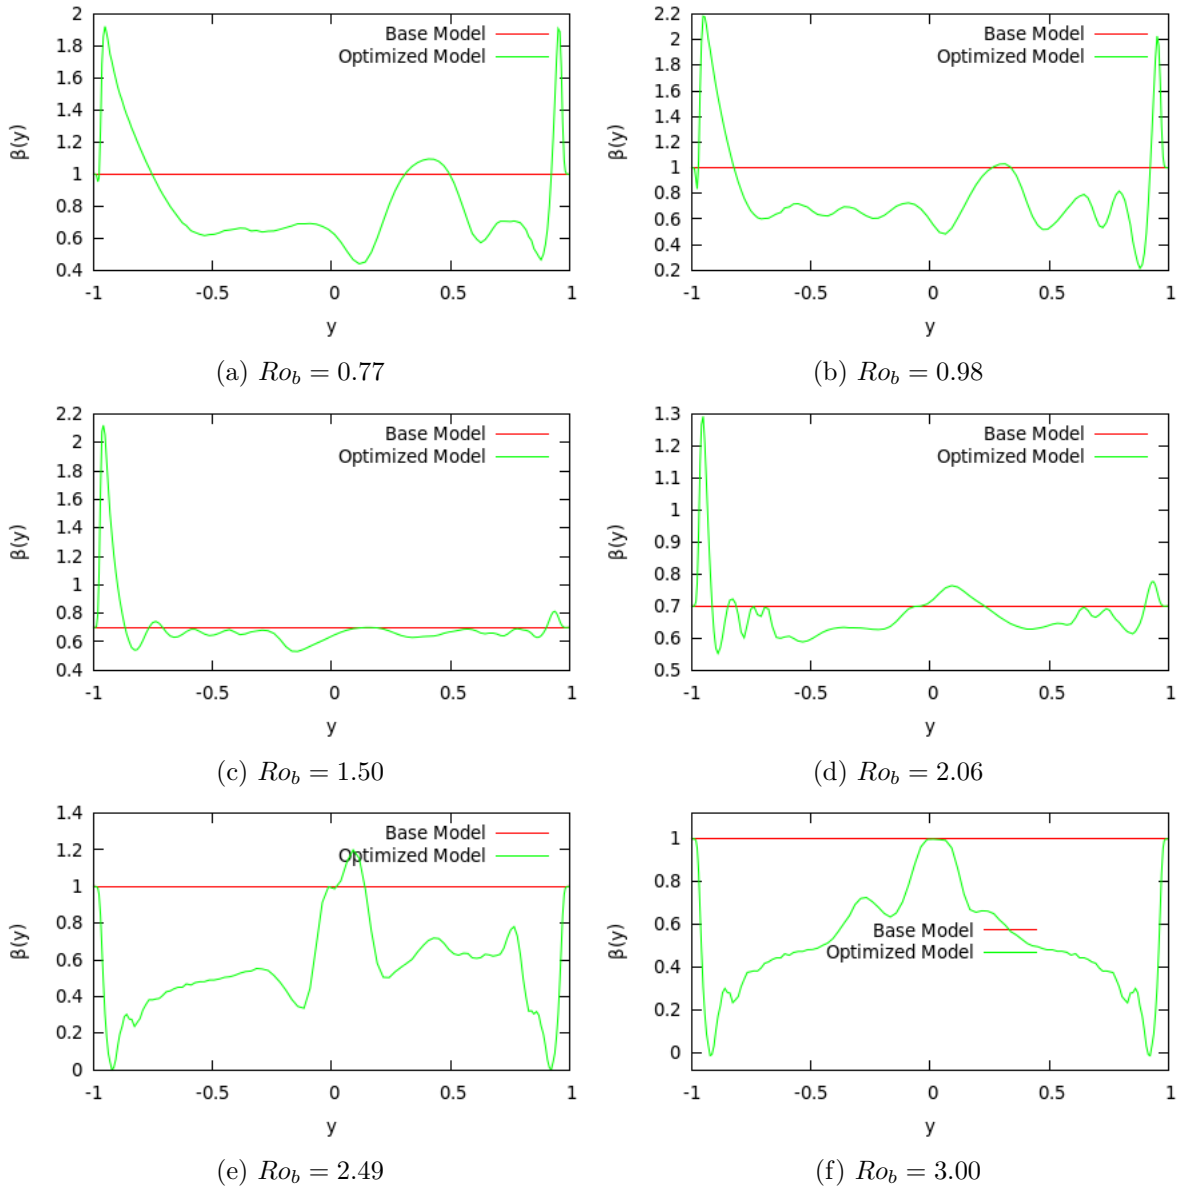 2
1.8
1.6
1.4
1.2
1
0.8
0.6
0.4
β(y)
Base Model
Optimized Model
-1 -0.5 0 0.5 1
y
(a) Ro_b = 0.77
2.2
2
1.8
1.6
1.4
1.2
1
0.8
0.6
0.4
0.2
β(y)
Base Model
Optimized Model
-1 -0.5 0 0.5 1
y
(b) Ro_b = 0.98
2.2
2
1.8
1.6
1.4
1.2
1
0.8
0.6
0.4
β(y)
Base Model
Optimized Model
-1 -0.5 0 0.5 1
y
(c) Ro_b = 1.50
1.3
1.2
1.1
1
0.9
0.8
0.7
0.6
0.5
β(y)
Base Model
Optimized Model
-1 -0.5 0 0.5 1
y
(d) Ro_b = 2.06
1.4
1.2
1
0.8
0.6
0.4
0.2
0
β(y)
Base Model
Optimized Model
-1 -0.5 0 0.5 1
y
(e) Ro_b = 2.49
1
0.8
0.6
0.4
0.2
0
β(y)
Base Model
Optimized Model
-1 -0.5 0 0.5 1
y
(f) Ro_b = 3.00